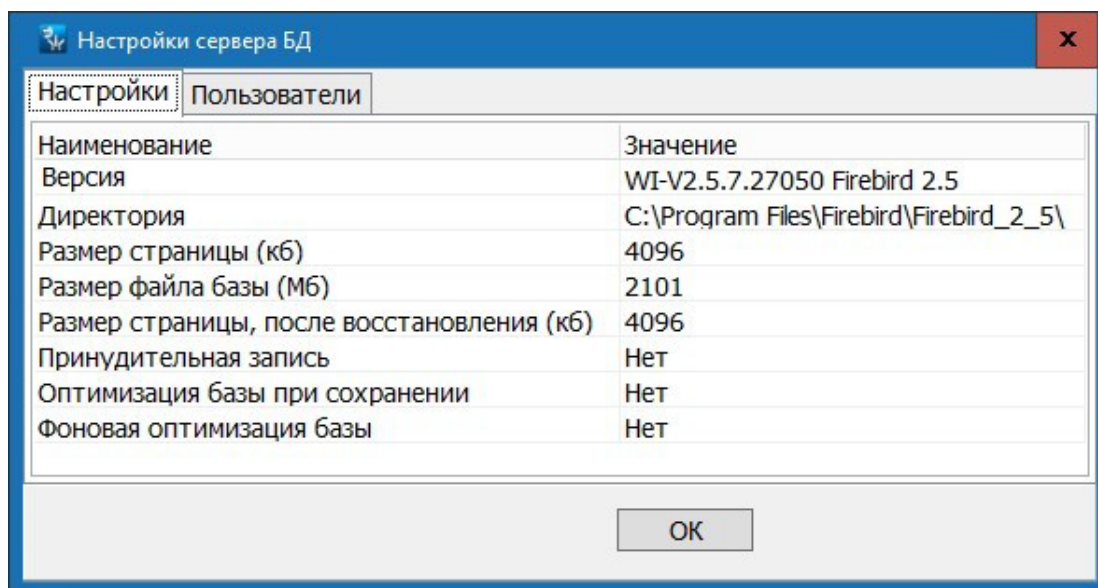 Настройки сервера БД x
Настройки Пользователи
Наименование Значение
Версия WI-V2.5.7.27050 Firebird 2.5
Директория C:\Program Files\Firebird\Firebird_2_5\
Размер страницы (кб) 4096
Размер файла базы (Мб) 2101
Размер страницы, после восстановления (кб) 4096
Принудительная запись Нет
Оптимизация базы при сохранении Нет
Фоновая оптимизация базы Нет
ОК